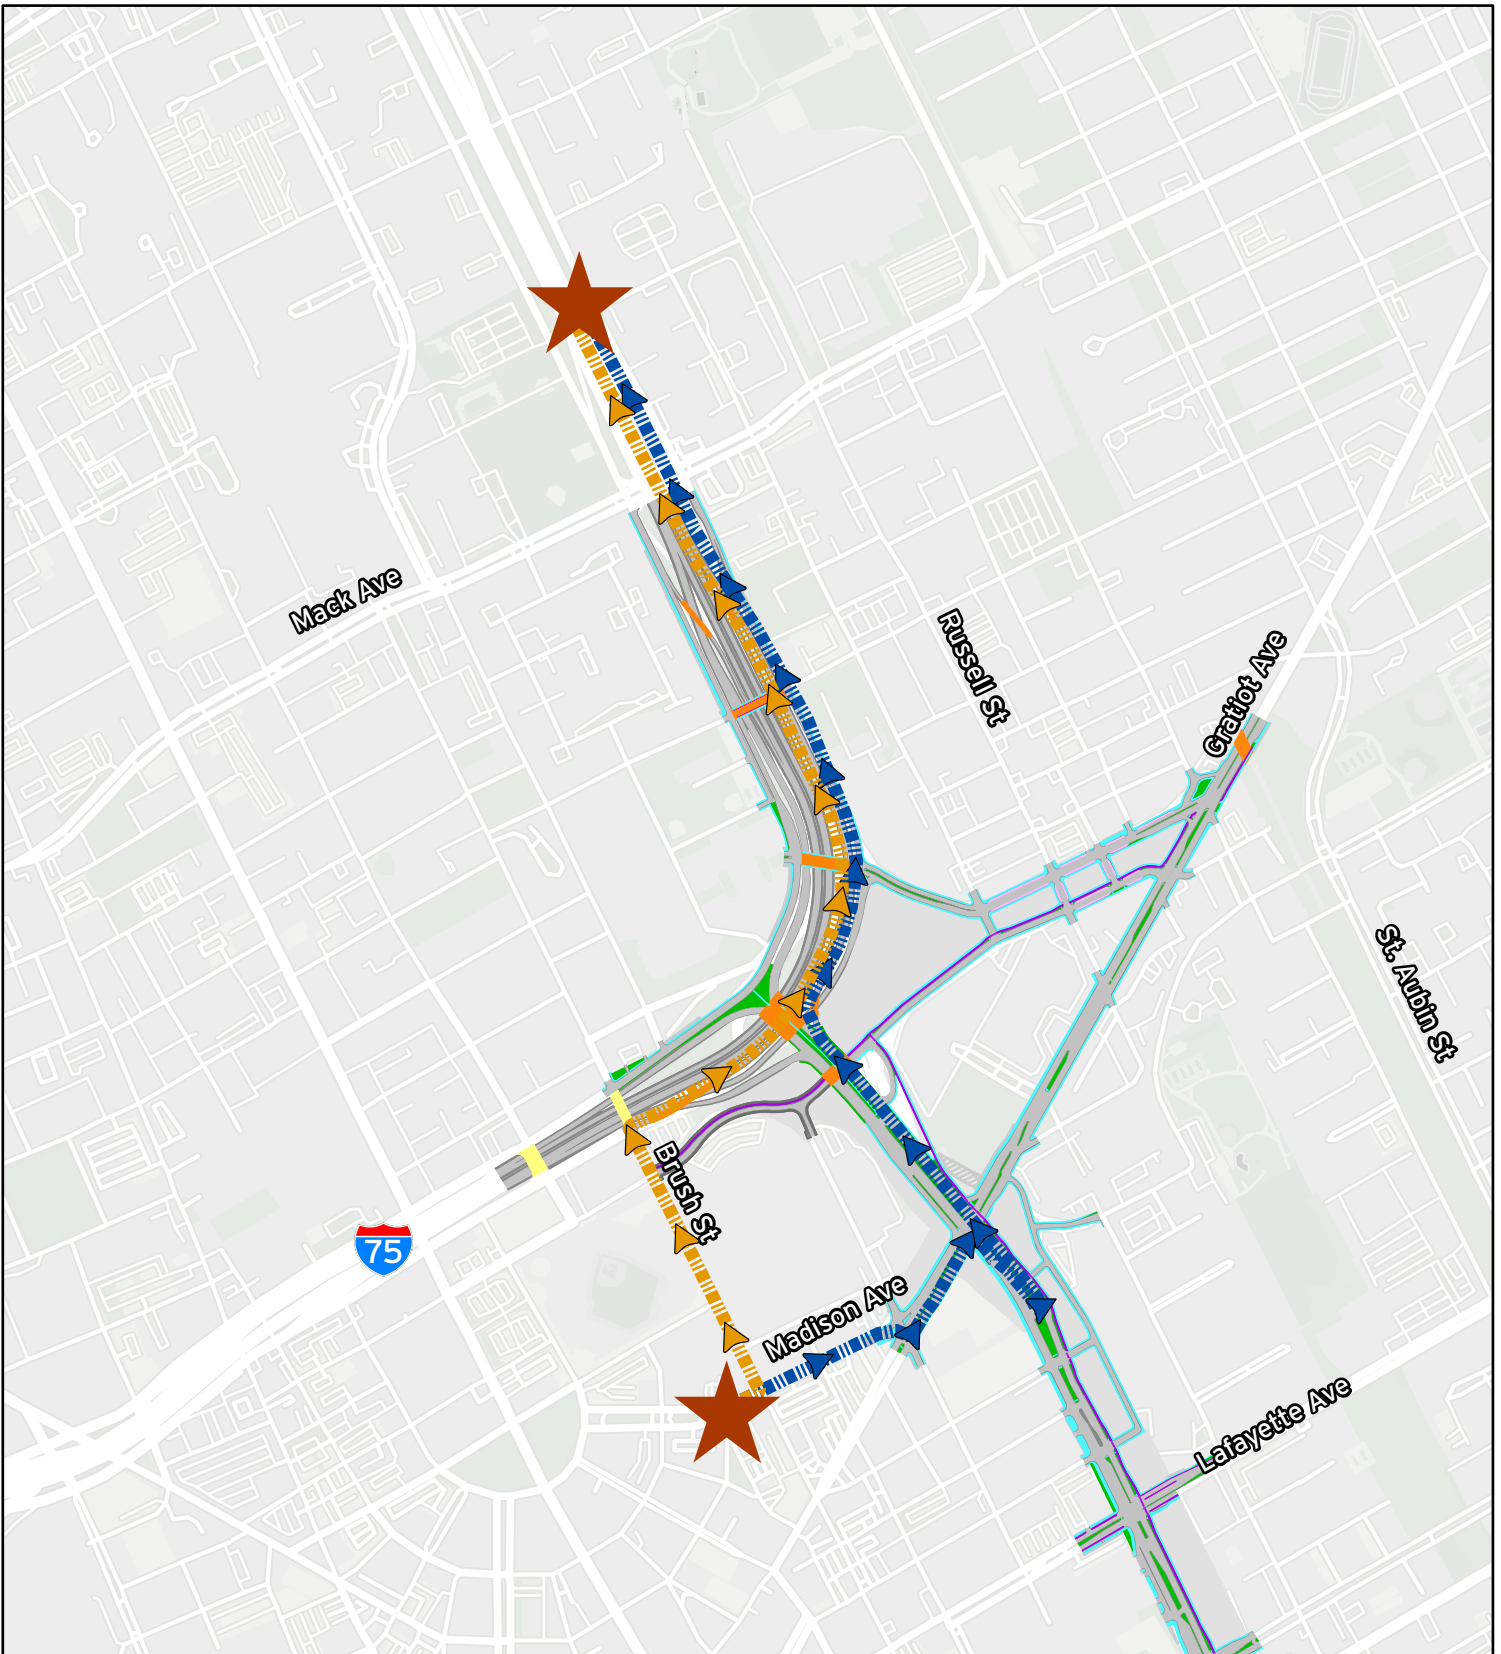 Mack Ave
Russell St
Gratiot Ave
St. Aubin St
Brush St
75
Madison Ave
Lafayette Ave